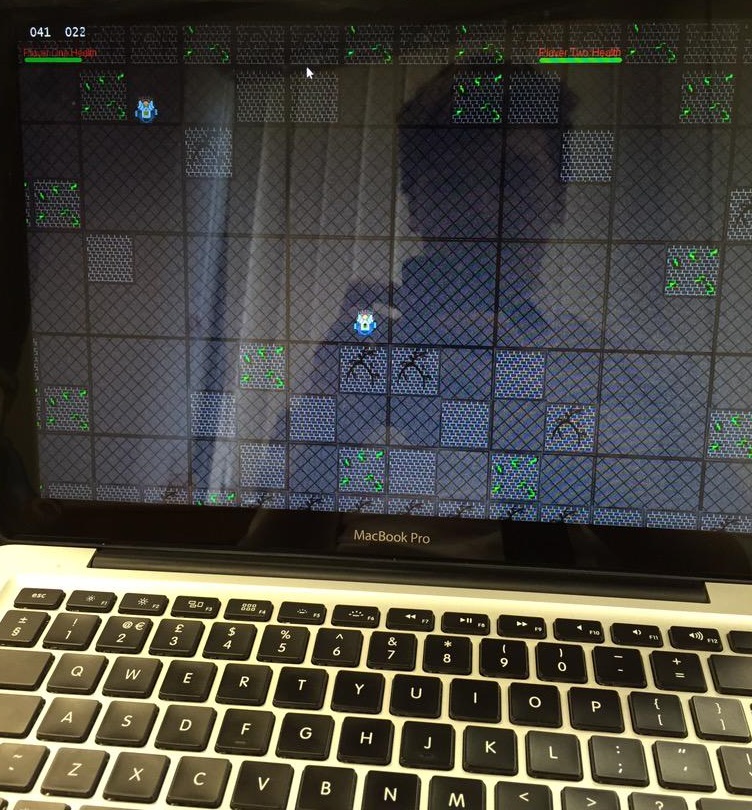 041 022
Player One Health Player Two Health
MacBook Pro
esc F1 F2 F3 F4 F5 F6 F7 F8 F9 F10 F11 F12
± § ! 1 @ € 2 £ 3 $ 4 % 5 ^ 6 & 7 * 8 ( 9 ) 0 _ - + =
Q W E R T Y U I O P { [ } ]
A S D F G H J K L : ; "
~ Z X C V B N M < >